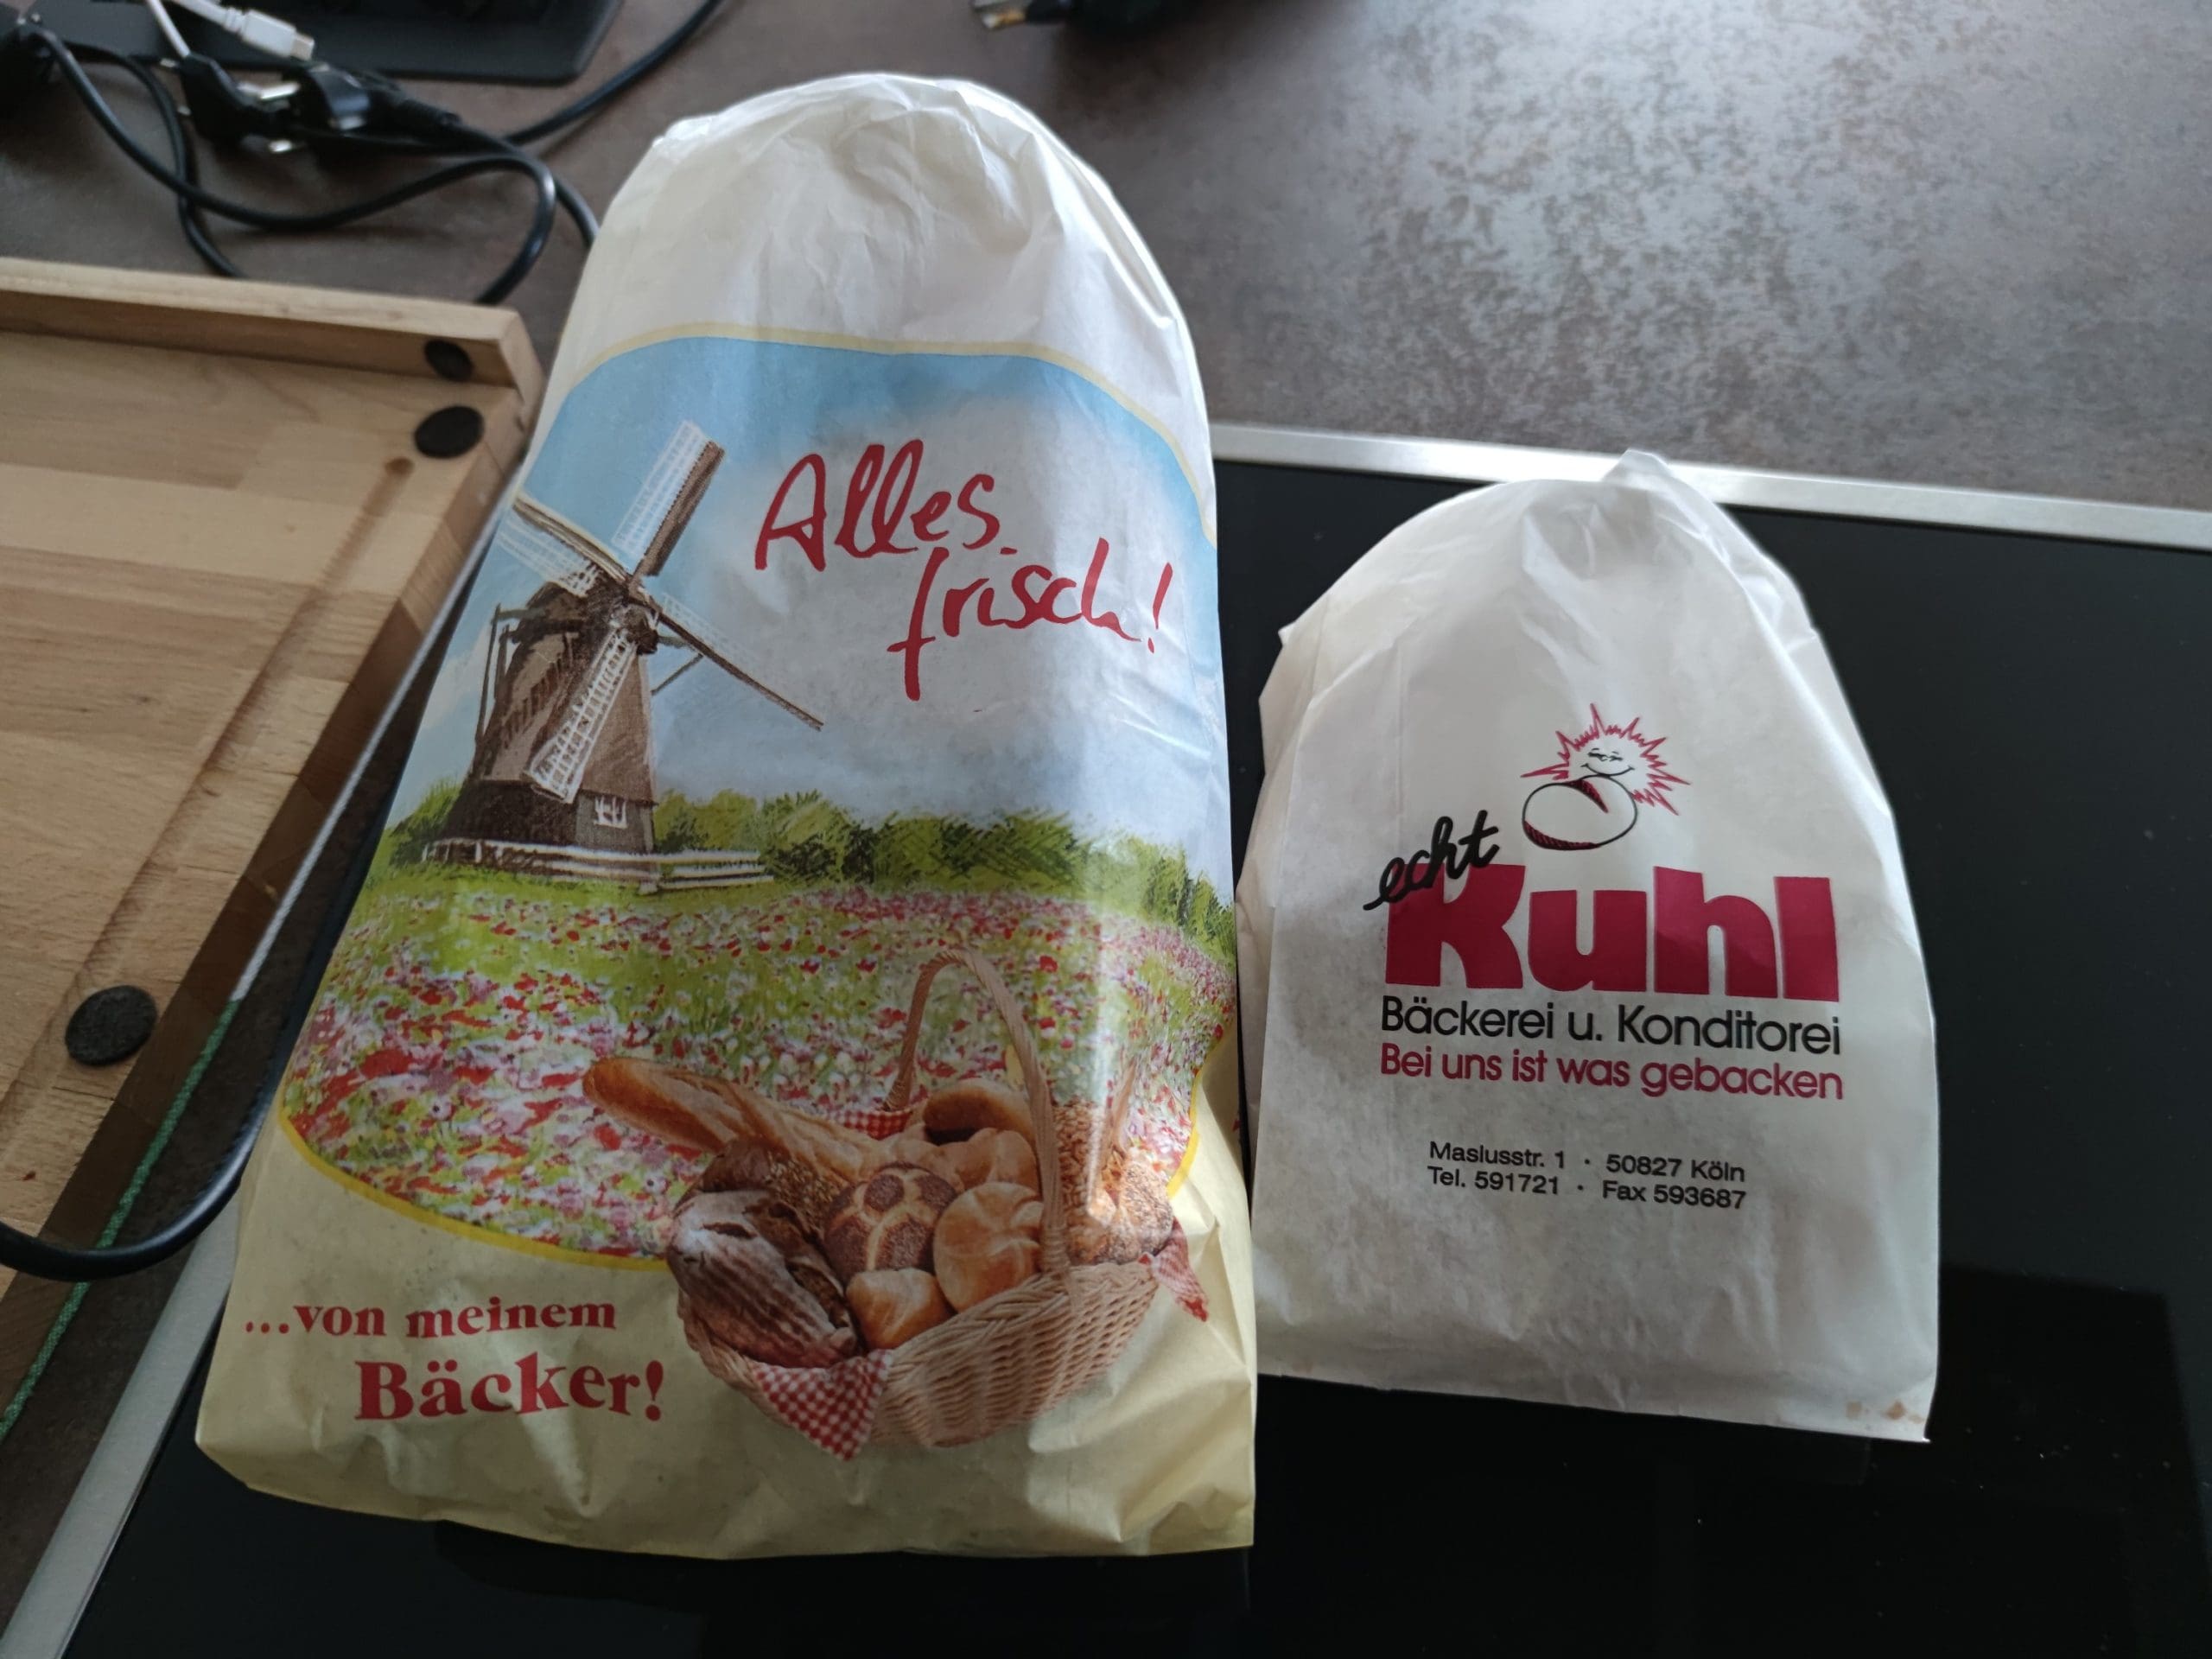 Alles
frisch!
...von meinem
Bäcker!
echt
Kuhl
Bäckerei u. Konditorei
Bei uns ist was gebacken
Masiusstr. 1 · 50827 Köln
Tel. 591721 · Fax 593687